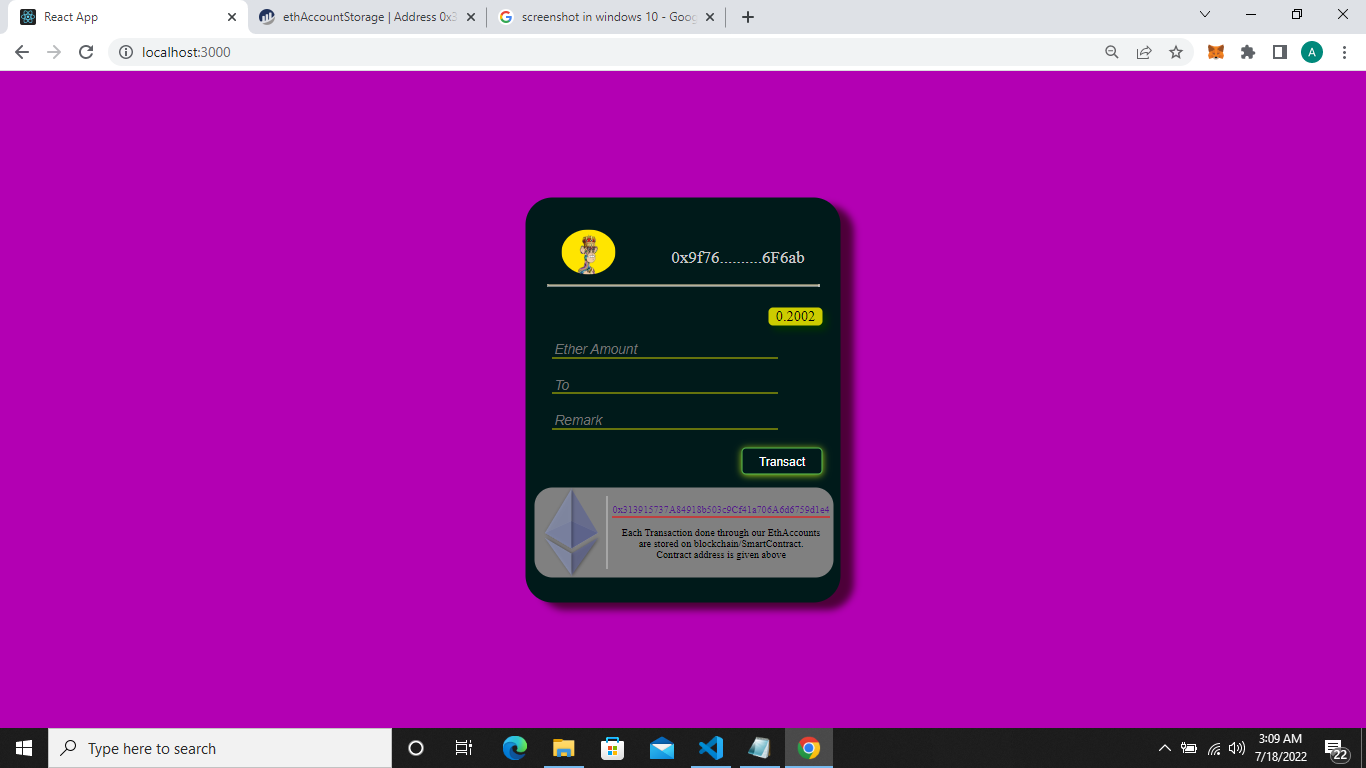 React App
ethAccountStorage | Address 0x3
screenshot in windows 10 - Goog
localhost:3000
A
0x9f76..........6F6ab
0.2002
Ether Amount
To
Remark
Transact
0x313915737A84918b503c9Cf41a706A6d6759d1e4
Each Transaction done through our EthAccounts
are stored on blockchain/SmartContract.
Contract address is given above
Type here to search
3:09 AM
7/18/2022
22